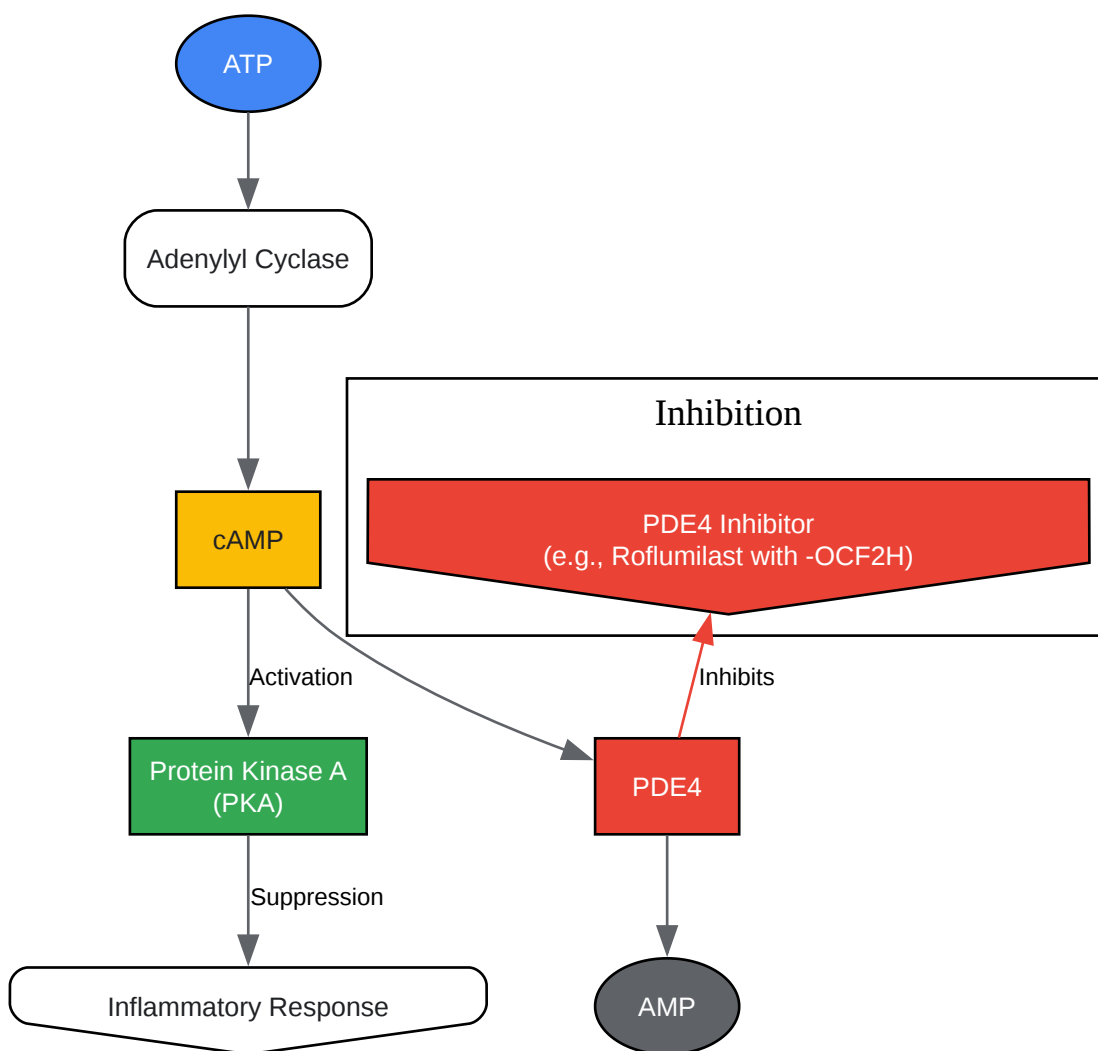 ATP
Adenylyl Cyclase
Inhibition
PDE4 Inhibitor
(e.g., Roflumilast with -OCF2H)
cAMP
Activation
Inhibits
Protein Kinase A
(PKA)
PDE4
Suppression
Inflammatory Response
AMP